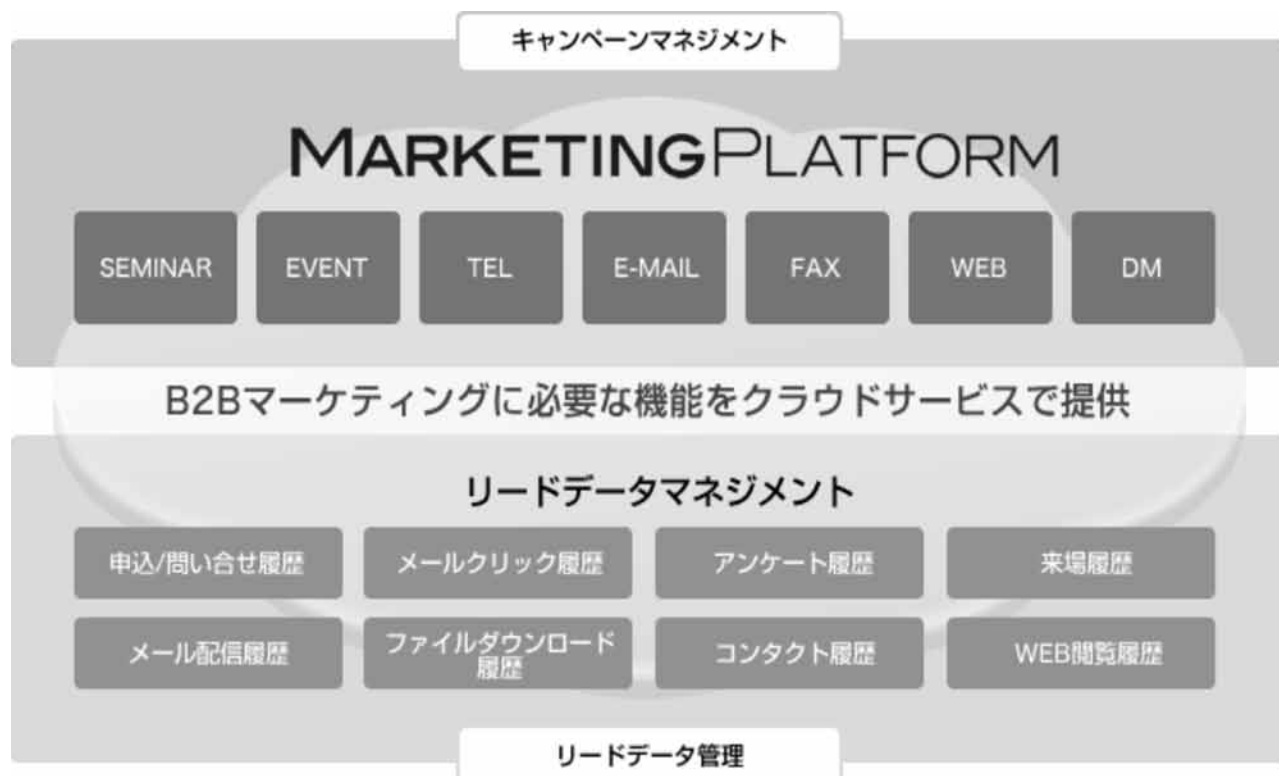 キャンペーンマネジメント
MARKETINGPLATFORM
SEMINAR
EVENT
TEL
E-MAIL
FAX
WEB
DM
B2Bマーケティングに必要な機能をクラウドサービスで提供
リードデータマネジメント
申込/問い合せ履歴
メールクリック履歴
アンケート履歴
来場履歴
メール配信履歴
ファイルダウンロード
履歴
コンタクト履歴
WEB閲覧履歴
リードデータ管理